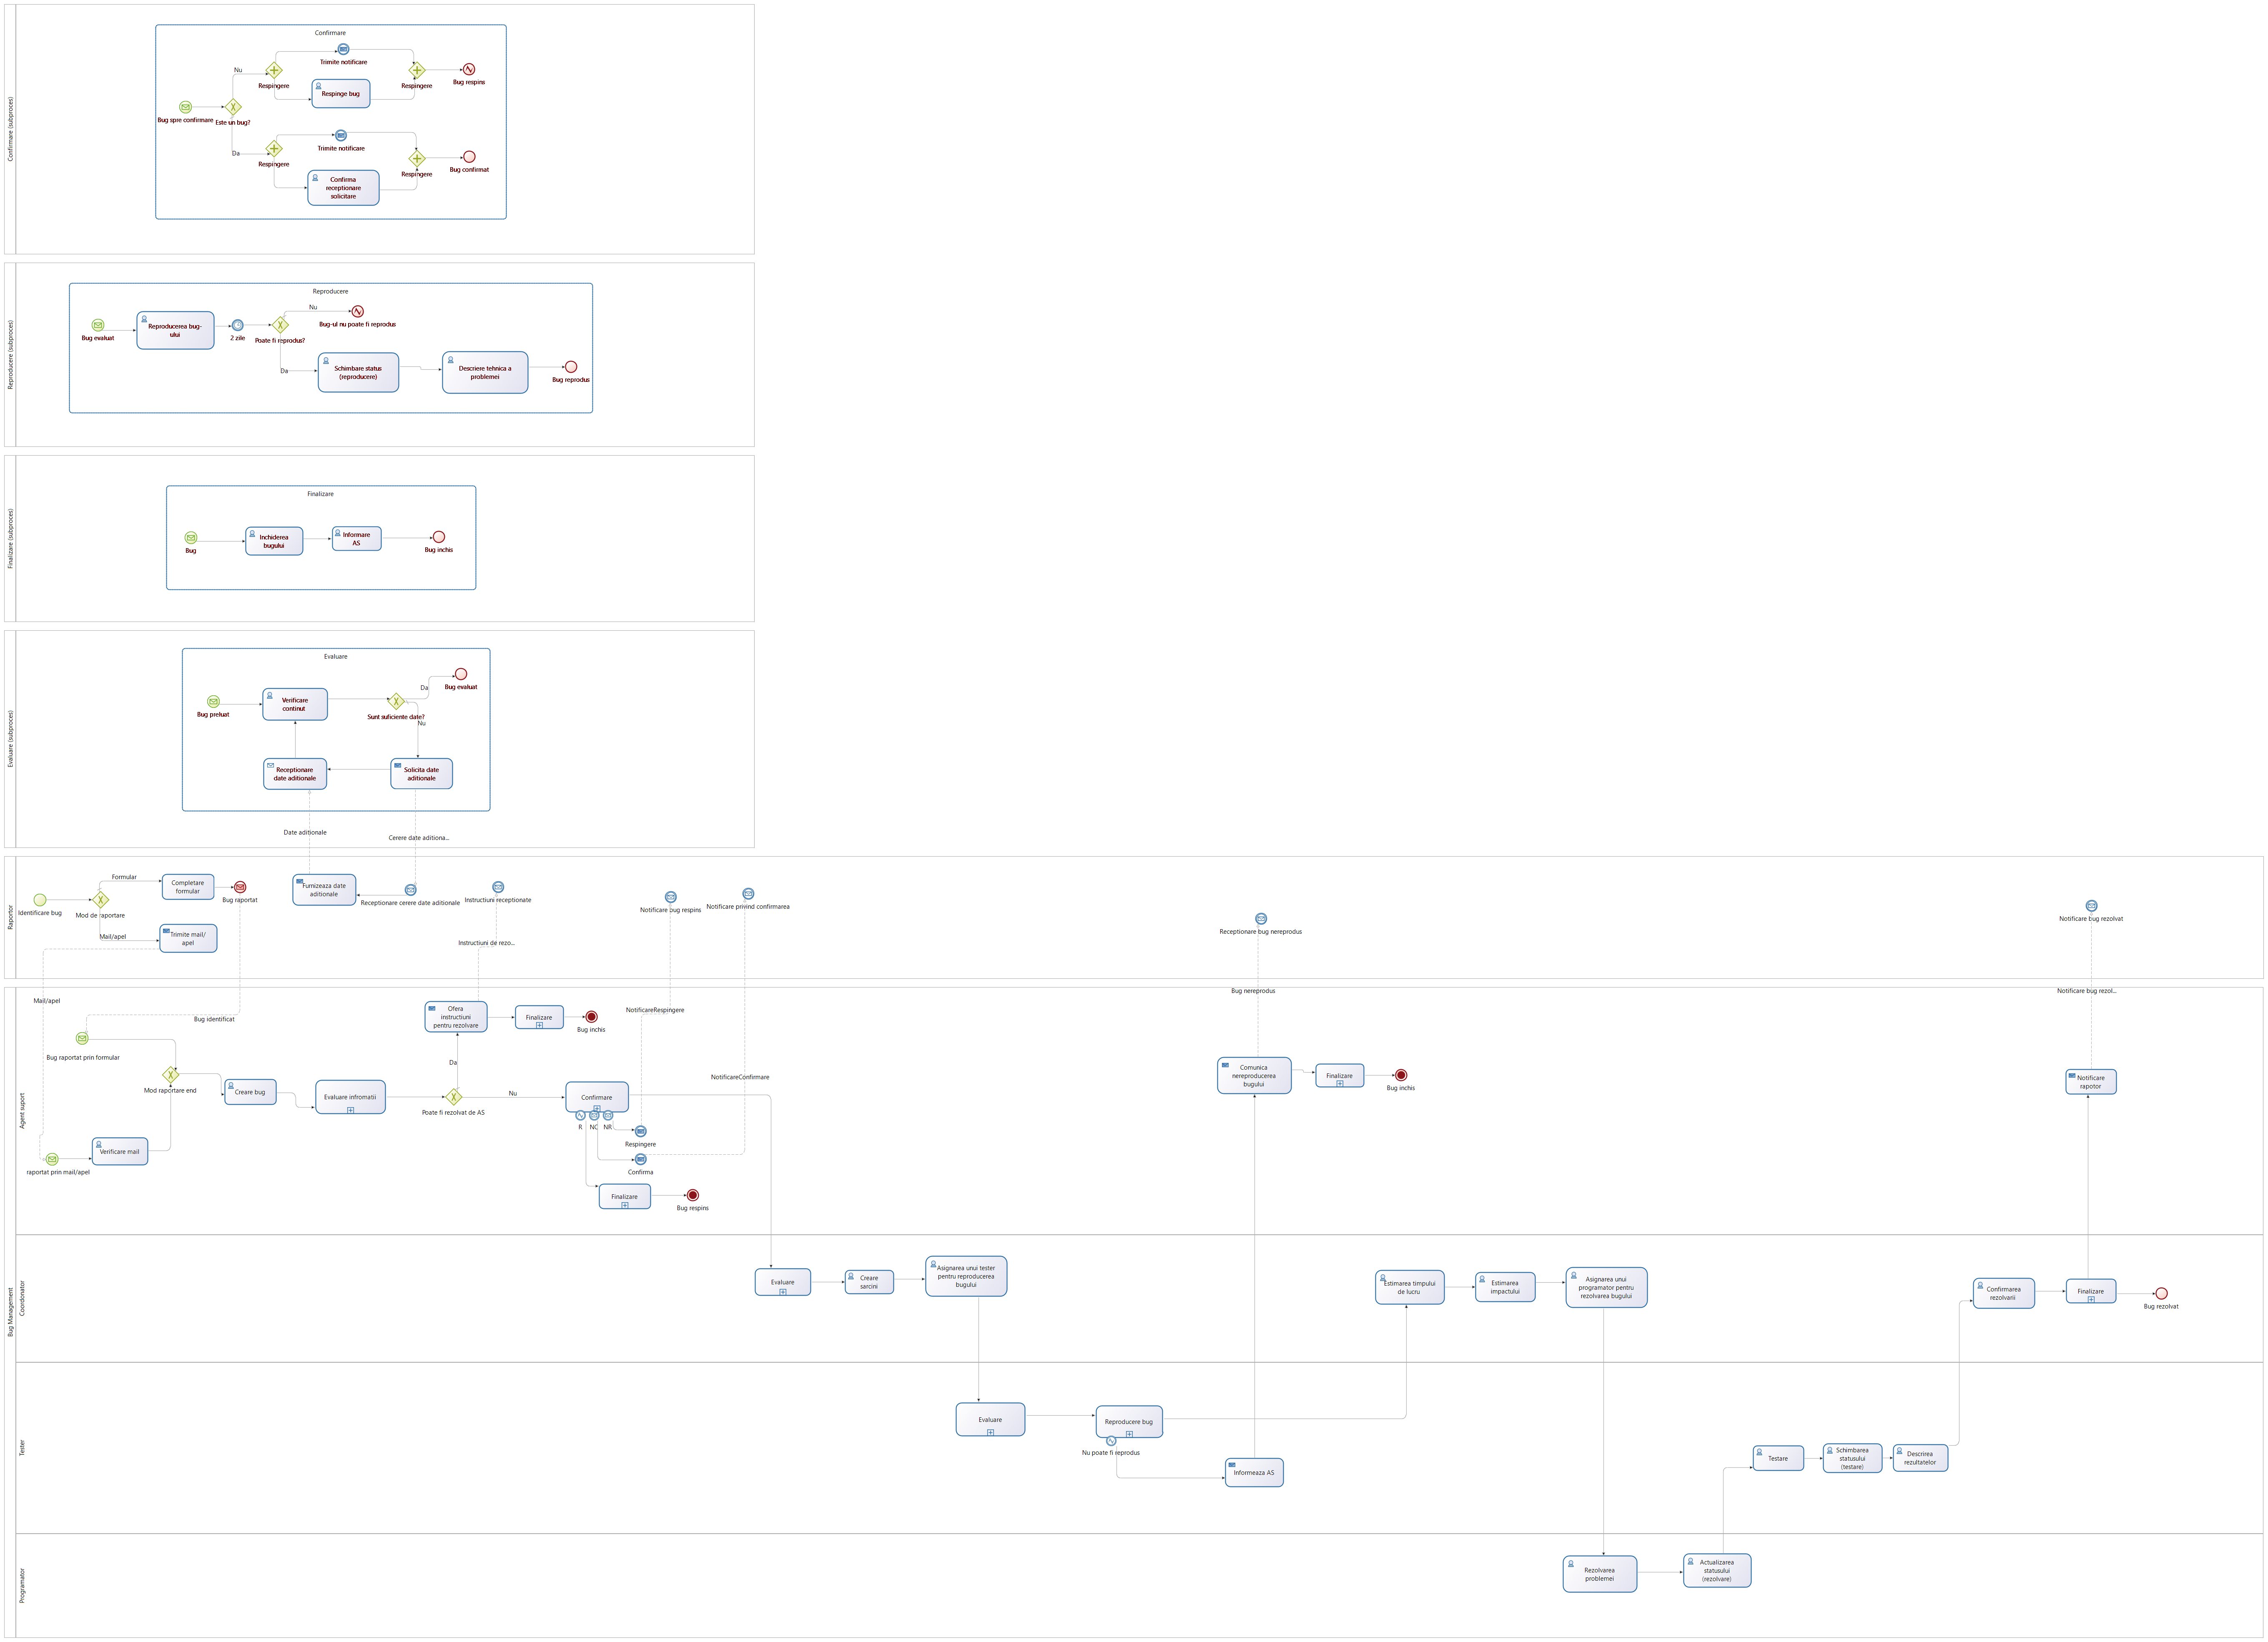 Confirmare (subproces)
Confirmare
Nu
Trimite notificare
Respingere
Respinge bug
Respingere
Bug respins
Bug spre confirmare
Este un bug?
Da
Trimite notificare
Respingere
Confirma
receptionare
solicitare
Respingere
Bug confirmat
Reproducere (subproces)
Reproducere
Bug evaluat
Reproducerea bug-
ului
2 zile
Poate fi reprodus?
Nu
Bug-ul nu poate fi reprodus
Da
Schimbare status
(reproducere)
Descriere tehnica a
problemei
Bug reprodus
Finalizare (subproces)
Finalizare
Bug
Inchiderea
bugului
Informare
AS
Bug inchis
Evaluare (subproces)
Evaluare
Bug preluat
Verificare
continut
Sunt suficiente date?
Da
Bug evaluat
Nu
Receptionare
date aditionale
Solicita date
aditionale
Date aditionale
Cerere date aditiona...
Raportor
Identificare bug
Mod de raportare
Formular
Completare
formular
Bug raportat
Mail/apel
Trimite mail/
apel
Furnizeaza date
aditionale
Receptionare cerere date aditionale
Instructiuni receptionate
Instructiuni de rezo...
Notificare bug respins
Notificare privind confirmarea
Receptionare bug nereprodus
Notificare bug rezolvat
Bug Management
Agent suport
Mail/apel
Bug identificat
Bug raportat prin formular
Mod raportare end
raportat prin mail/apel
Verificare mail
Creare bug
Evaluare infromatii
Poate fi rezolvat de AS
Da
Ofera
instructiuni
pentru rezolvare
Finalizare
Bug inchis
Nu
Confirmare
R
NC
NR
NotificareRespingere
NotificareConfirmare
Respingere
Confirma
Finalizare
Bug respins
Bug nereprodus
Comunica
nereproducerea
bugului
Finalizare
Bug inchis
Notificare bug rezol...
Notificare
rapotor
Coordonator
Evaluare
Creare
sarcini
Asignarea unui tester
pentru reproducerea
bugului
Estimarea timpului
de lucru
Estimarea
impactului
Asignarea unui
programator pentru
rezolvarea bugului
Confirmarea
rezolvarii
Finalizare
Bug rezolvat
Tester
Evaluare
Reproducere bug
Nu poate fi reprodus
Informeaza AS
Testare
Schimbarea
statusului
(testare)
Descrirea
rezultatelor
Programator
Rezolvarea
problemei
Actualizarea
statusului
(rezolvare)